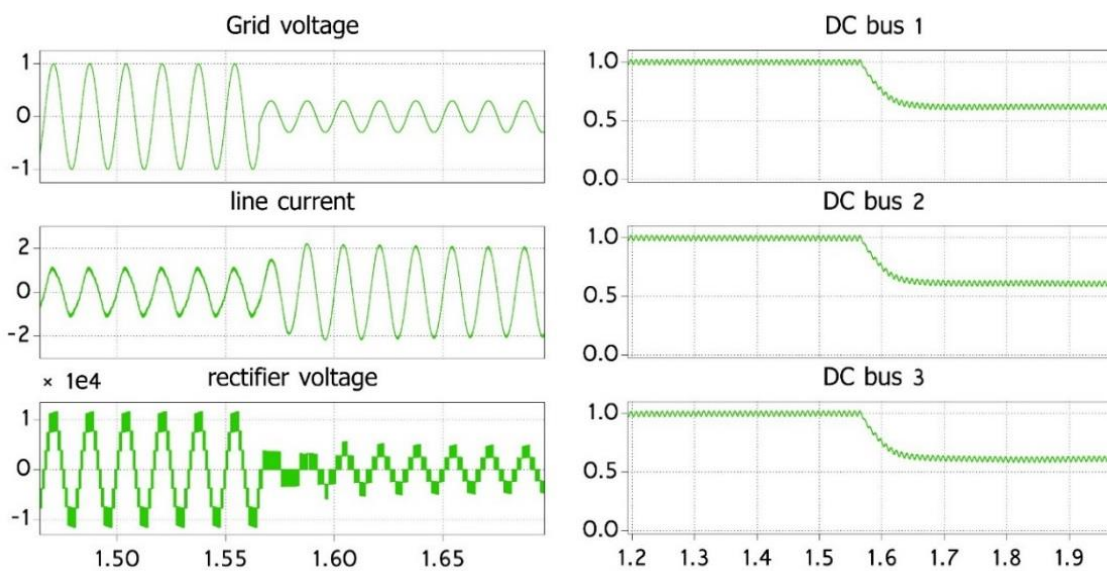 Grid voltage
1
0
-1
line current
2
0
-2
× 1e4
rectifier voltage
1
0
-1
1.50 1.55 1.60 1.65
DC bus 1
1.0
0.5
0.0
DC bus 2
1.0
0.5
0.0
DC bus 3
1.0
0.5
0.0
1.2 1.3 1.4 1.5 1.6 1.7 1.8 1.9